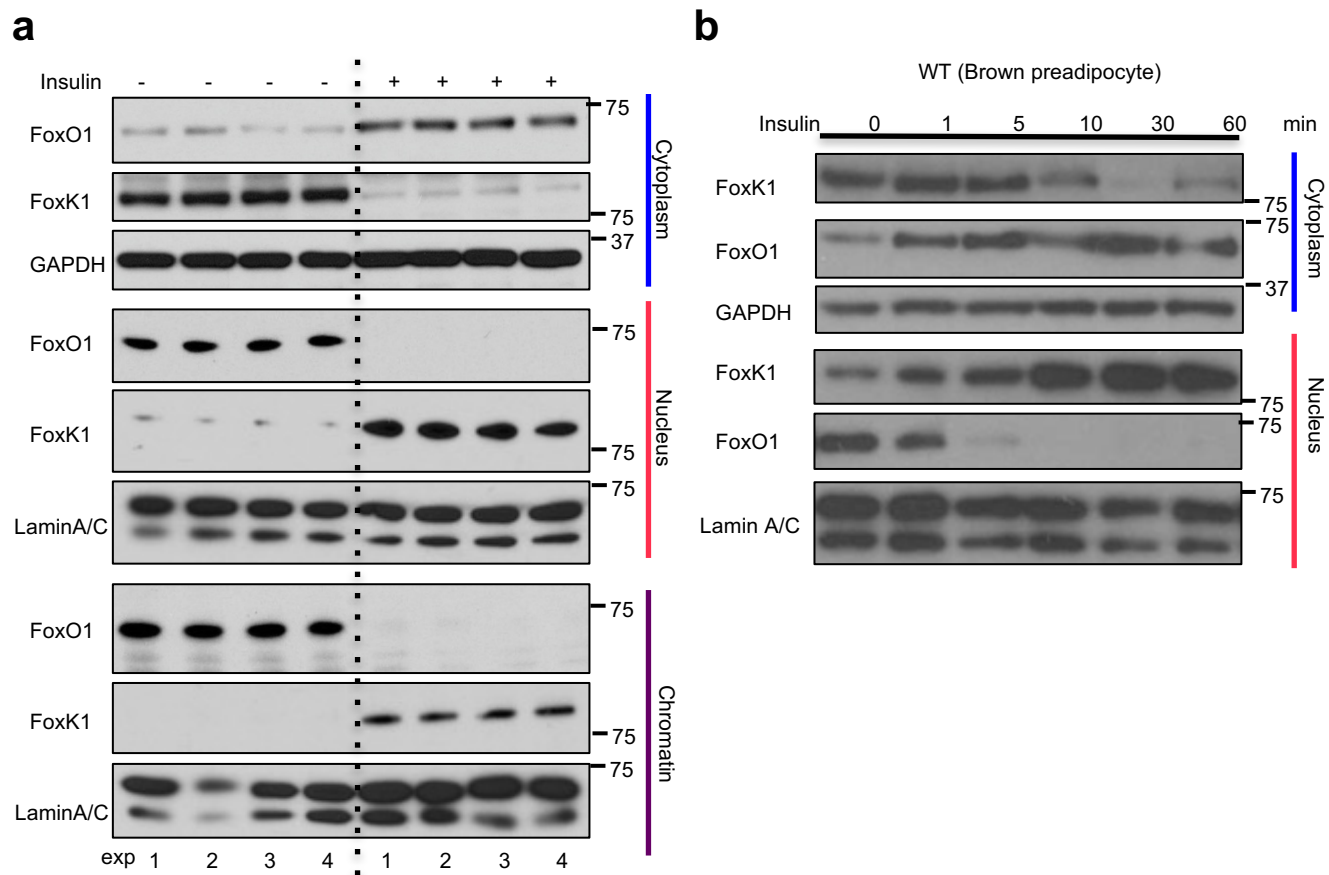 a
Insulin - - - - + + + +
FoxO1 75
FoxK1 75
GAPDH 37
Cytoplasm
FoxO1 75
FoxK1 75
LaminA/C 75
Nucleus
FoxO1 75
FoxK1 75
LaminA/C 75
Chromatin
exp 1 2 3 4 1 2 3 4
b
WT (Brown preadipocyte)
Insulin 0 1 5 10 30 60 min
FoxK1 75
FoxO1 75
GAPDH 37
Cytoplasm
FoxK1 75
FoxO1 75
Lamin A/C 75
Nucleus